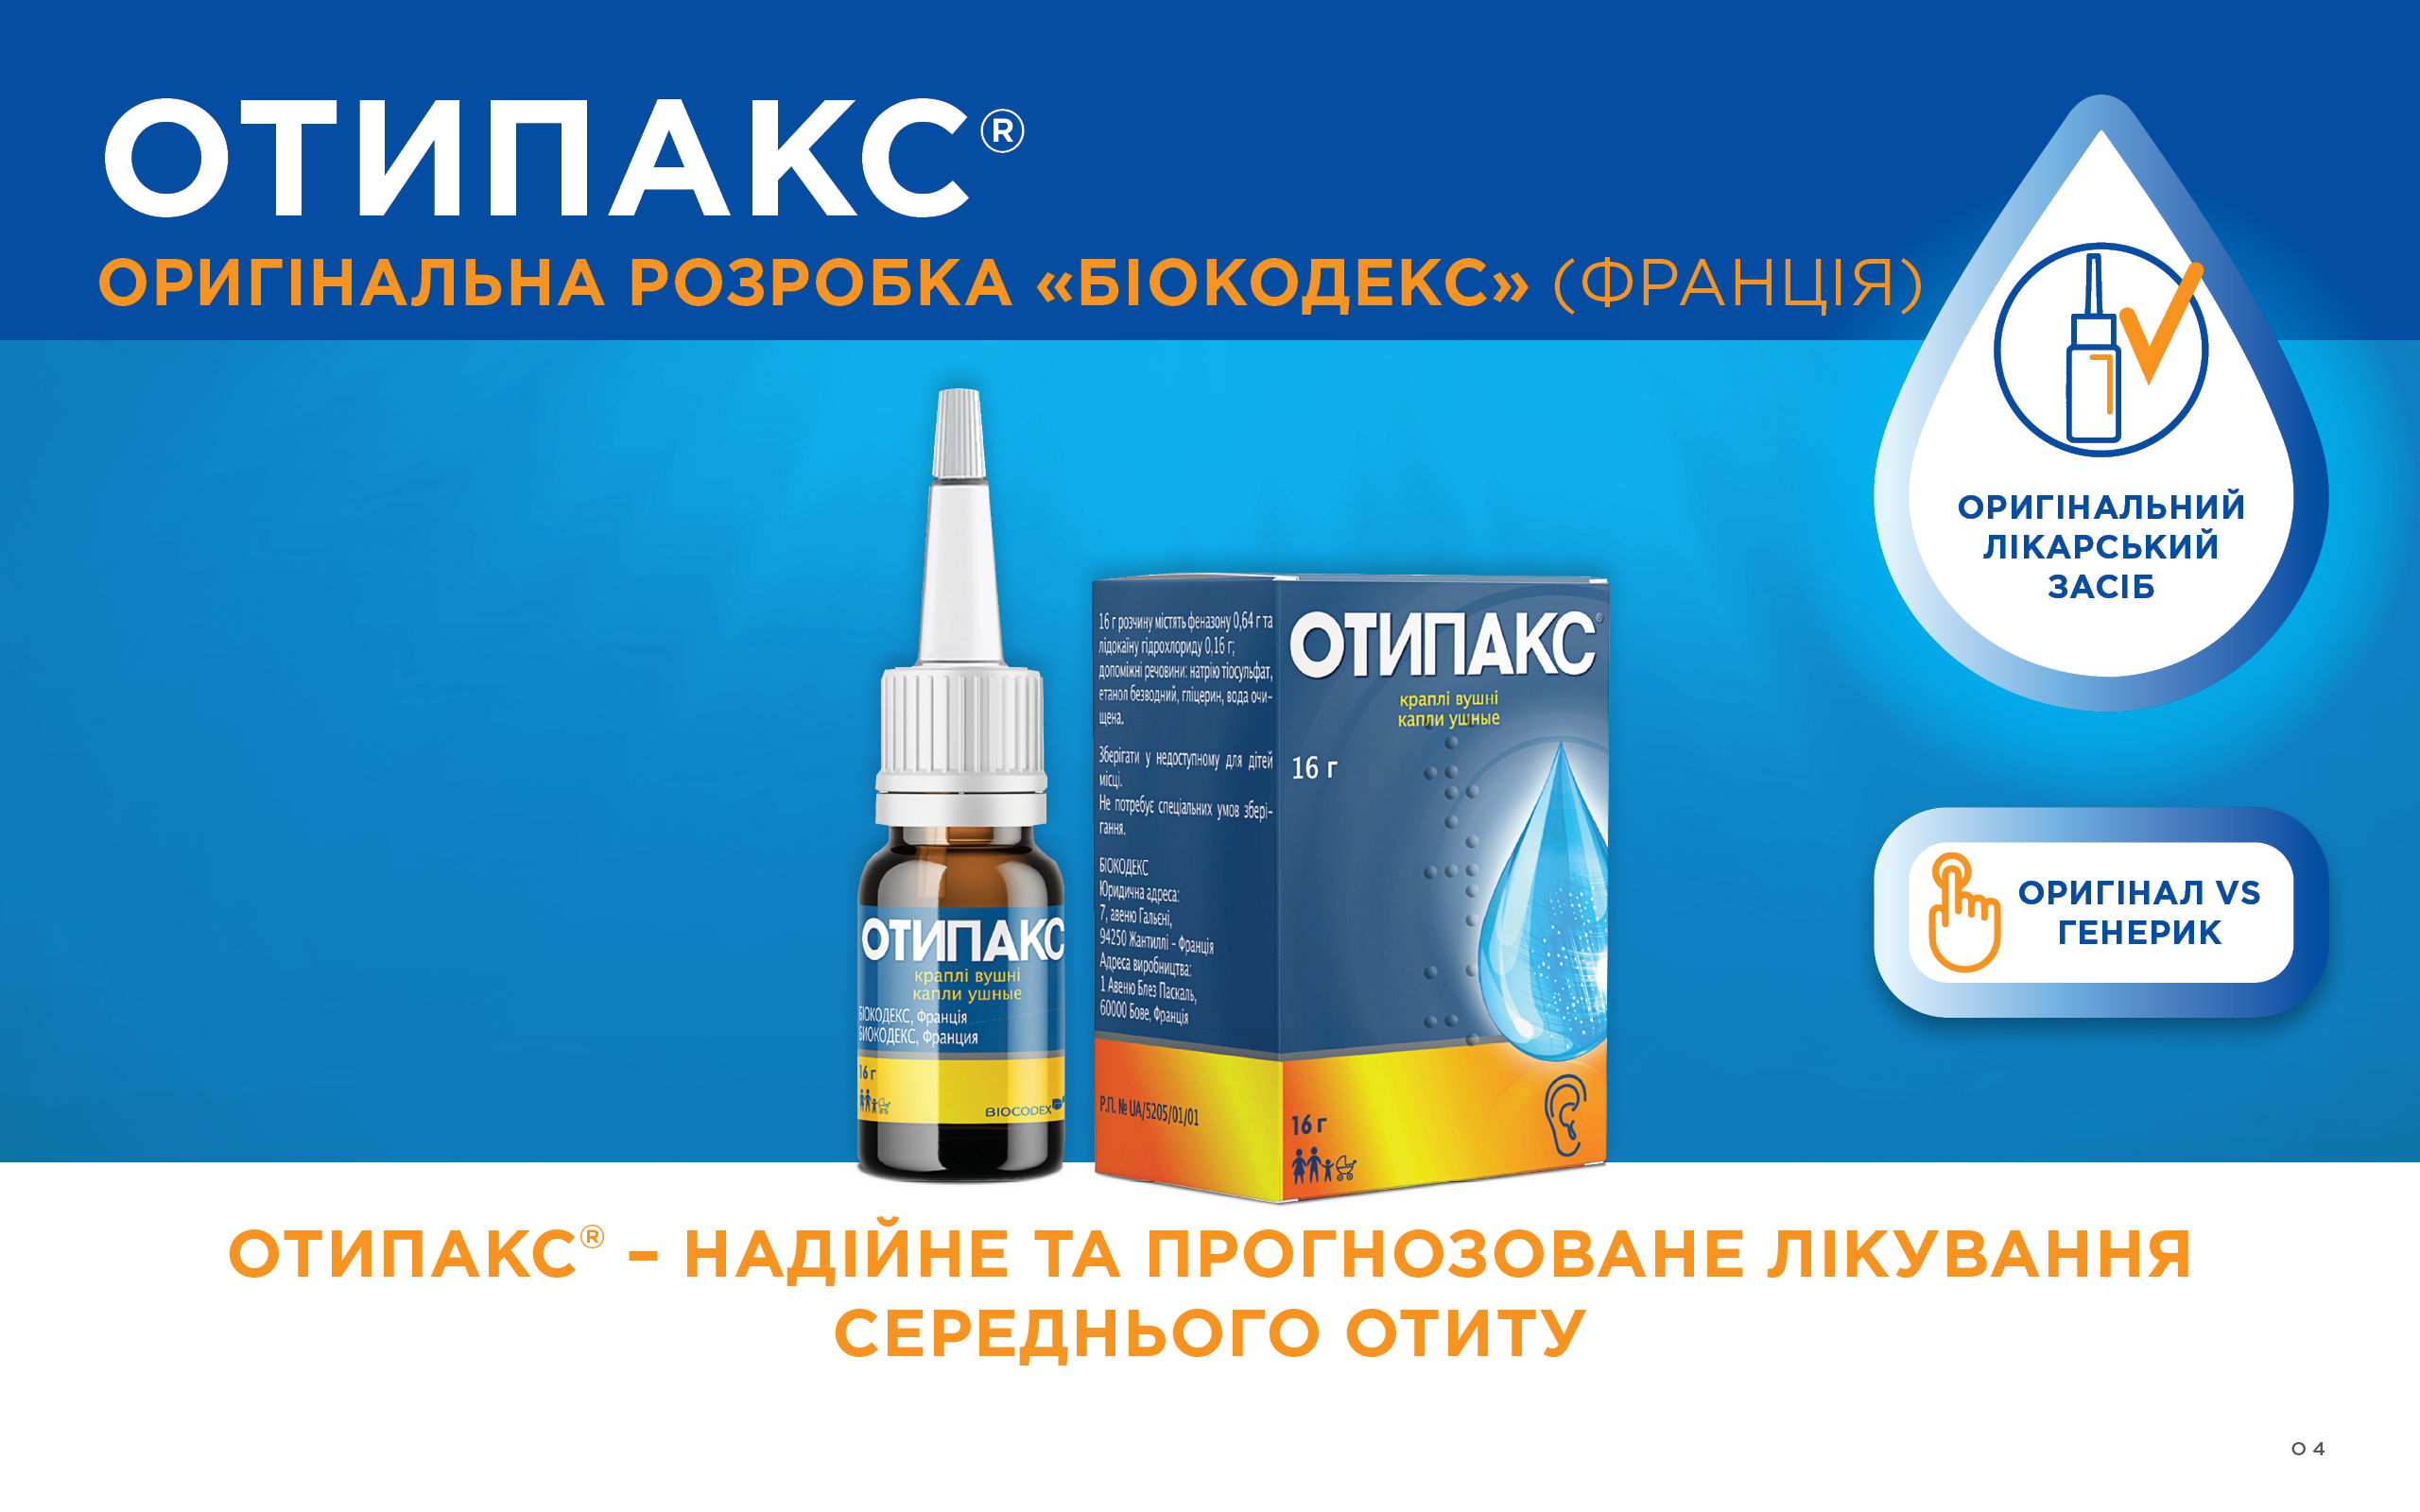 ОТИПАКС®
ОРИГІНАЛЬНА РОЗРОБКА «БІОКОДЕКС» (ФРАНЦІЯ)
ОРИГІНАЛЬНИЙ
ЛІКАРСЬКИЙ
ЗАСІБ
16 г розчину містять феназону 0,64 г та
лідокаїну гідрохлориду 0,16 г;
допоміжні речовини: натрію тіосульфат,
етанол безводний, гліцерин, вода очи-
щена.
Зберігати у недоступному для дітей
місці.
Не потребує спеціальних умов збері-
гання.
БІОКОДЕКС
Юридична адреса:
7, авеню Гальєні,
94250 Жантиллі - Франція
Адреса виробництва:
1 Авеню Блез Паскаль,
60000 Бове, Франція
Р.П. № UA/5205/01/01
ОТИПАКС®
краплі вушні
капли ушные
16 г
16 г
ОТИПАКС
краплі вушні
капли ушные
БІОКОДЕКС, Франція
БИОКОДЕКС, Франция
16 г
BIOCODEX
ОРИГІНАЛ VS
ГЕНЕРИК
ОТИПАКС® – НАДІЙНЕ ТА ПРОГНОЗОВАНЕ ЛІКУВАННЯ
СЕРЕДНЬОГО ОТИТУ
О 4